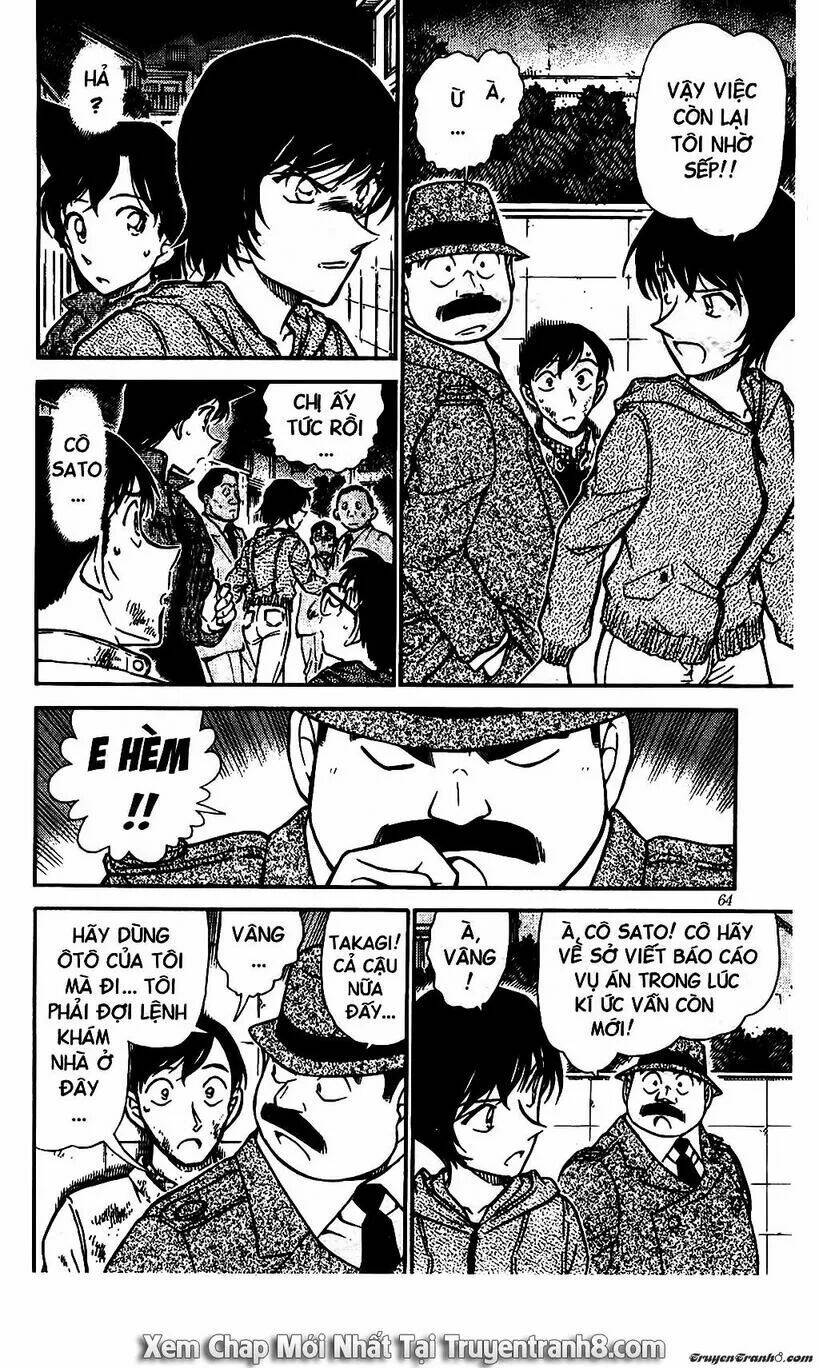 VẬY VIỆC
CÒN LẠI
TÔI NHỜ
SẾP!!
À,
Ừ
...
HẢ
?
CHỊ ẤY
TỨC RỒI
CÔ
SATO
...
E HÈM
!!
64
À, CÔ SATO! CÔ HÃY
VỀ SỞ VIẾT BÁO CÁO
VỤ ÁN TRONG LÚC
KÍ ỨC VẪN CÒN
MỚI!
À,
VÂNG
!
TAKAGI!
CẢ CẬU
NỮA
ĐẤY...
VÂNG
...
HÃY DÙNG
ÔTÔ CỦA TÔI
MÀ ĐI... TÔI
PHẢI ĐỢI LỆNH
KHÁM
NHÀ Ở
ĐÂY
...
Xem Chap Mới Nhất Tại Truyentranh8.com
TruyenTranh8.com